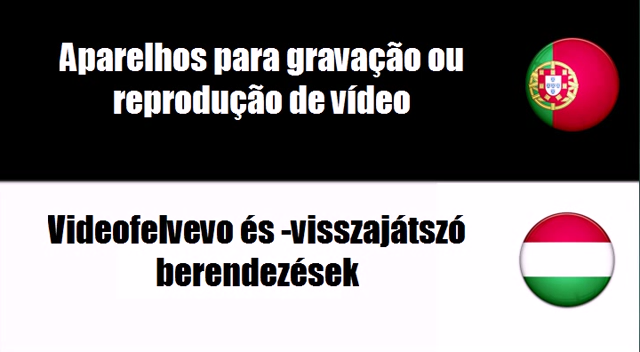 Aparelhos para gravação ou
reprodução de vídeo
Videofelvevo és -visszajátszó
berendezések